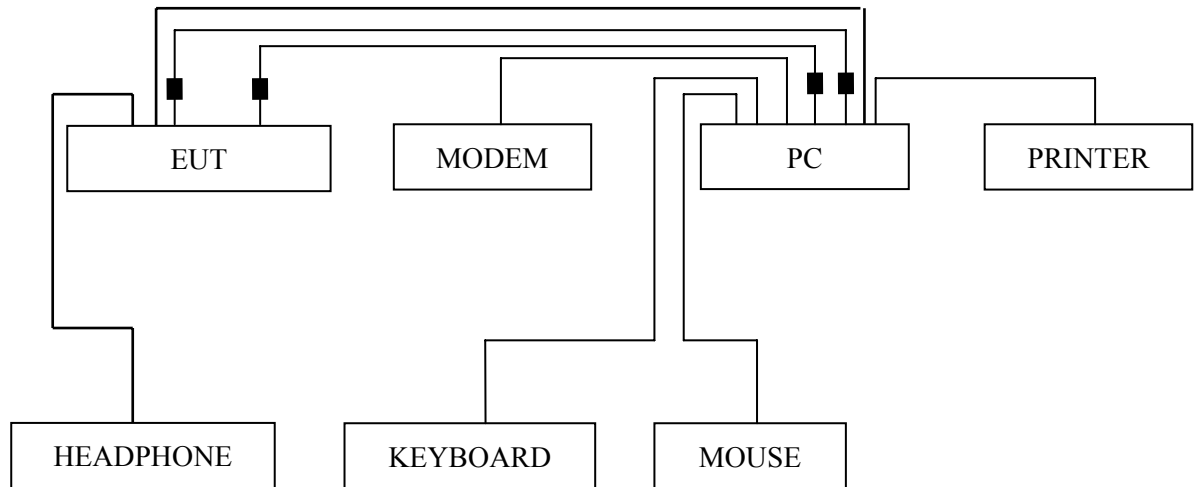 EUT
MODEM
PC
PRINTER
HEADPHONE
KEYBOARD
MOUSE